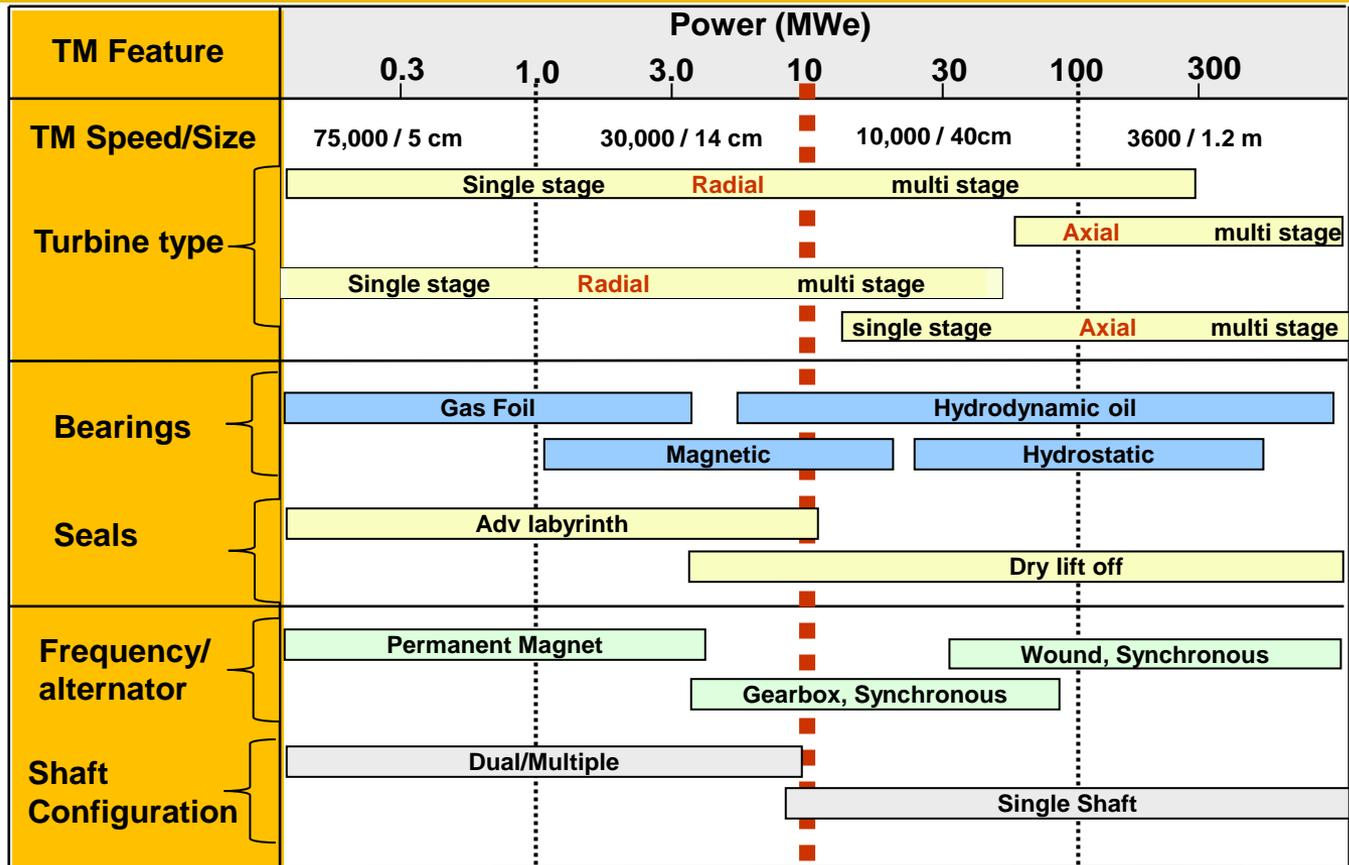 Power (MWe)
TM Feature
0.3 1.0 3.0 10 30 100 300
TM Speed/Size
75,000 / 5 cm 30,000 / 14 cm 10,000 / 40cm 3600 / 1.2 m
Single stage Radial multi stage
Turbine type
Axial multi stage
Single stage Radial multi stage
single stage Axial multi stage
Bearings
Gas Foil Hydrodynamic oil
Magnetic Hydrostatic
Seals
Adv labyrinth
Dry lift off
Frequency/
alternator
Permanent Magnet Wound, Synchronous
Gearbox, Synchronous
Shaft
Configuration
Dual/Multiple
Single Shaft